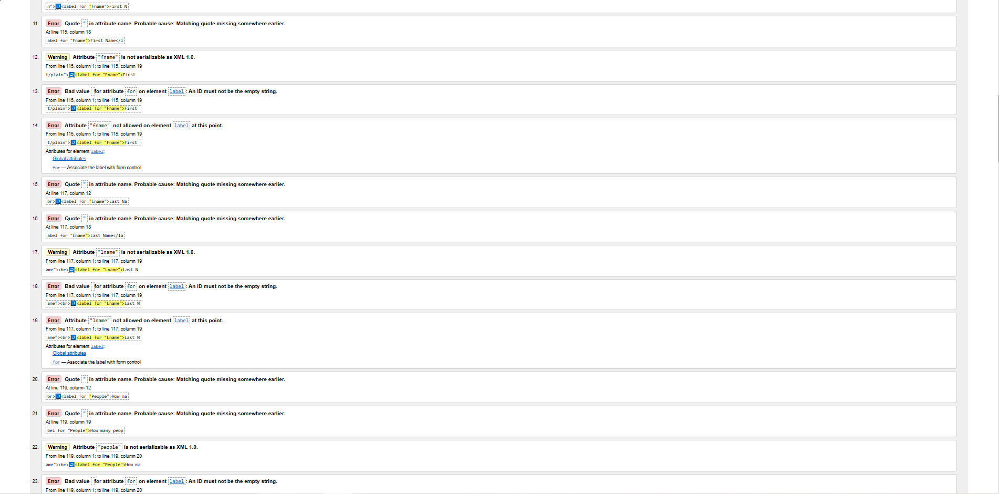 n">↩<label for "Fname">First N
11. Error Quote " in attribute name. Probable cause: Matching quote missing somewhere earlier.
At line 115, column 18
abel for "Fname">First Name</l
12. Warning Attribute "fname" is not serializable as XML 1.0.
From line 115, column 1; to line 115, column 19
t/plain">↩<label for "Fname">First
13. Error Bad value for attribute for on element label: An ID must not be the empty string.
From line 115, column 1; to line 115, column 19
t/plain">↩<label for "Fname">First
14. Error Attribute "fname" not allowed on element label at this point.
From line 115, column 1; to line 115, column 19
t/plain">↩<label for "Fname">First
Attributes for element label:
Global attributes
for — Associate the label with form control
15. Error Quote " in attribute name. Probable cause: Matching quote missing somewhere earlier.
At line 117, column 12
br>↩<label for "Lname">Last Na
16. Error Quote " in attribute name. Probable cause: Matching quote missing somewhere earlier.
At line 117, column 18
abel for "Lname">Last Name</la
17. Warning Attribute "lname" is not serializable as XML 1.0.
From line 117, column 1; to line 117, column 19
ame"><br>↩<label for "Lname">Last N
18. Error Bad value for attribute for on element label: An ID must not be the empty string.
From line 117, column 1; to line 117, column 19
ame"><br>↩<label for "Lname">Last N
19. Error Attribute "lname" not allowed on element label at this point.
From line 117, column 1; to line 117, column 19
ame"><br>↩<label for "Lname">Last N
Attributes for element label:
Global attributes
for — Associate the label with form control
20. Error Quote " in attribute name. Probable cause: Matching quote missing somewhere earlier.
At line 119, column 12
br>↩<label for "People">How ma
21. Error Quote " in attribute name. Probable cause: Matching quote missing somewhere earlier.
At line 119, column 19
bel for "People">How many peop
22. Warning Attribute "people" is not serializable as XML 1.0.
From line 119, column 1; to line 119, column 20
ame"><br>↩<label for "People">How ma
23. Error Bad value for attribute for on element label: An ID must not be the empty string.
From line 119, column 1; to line 119, column 20